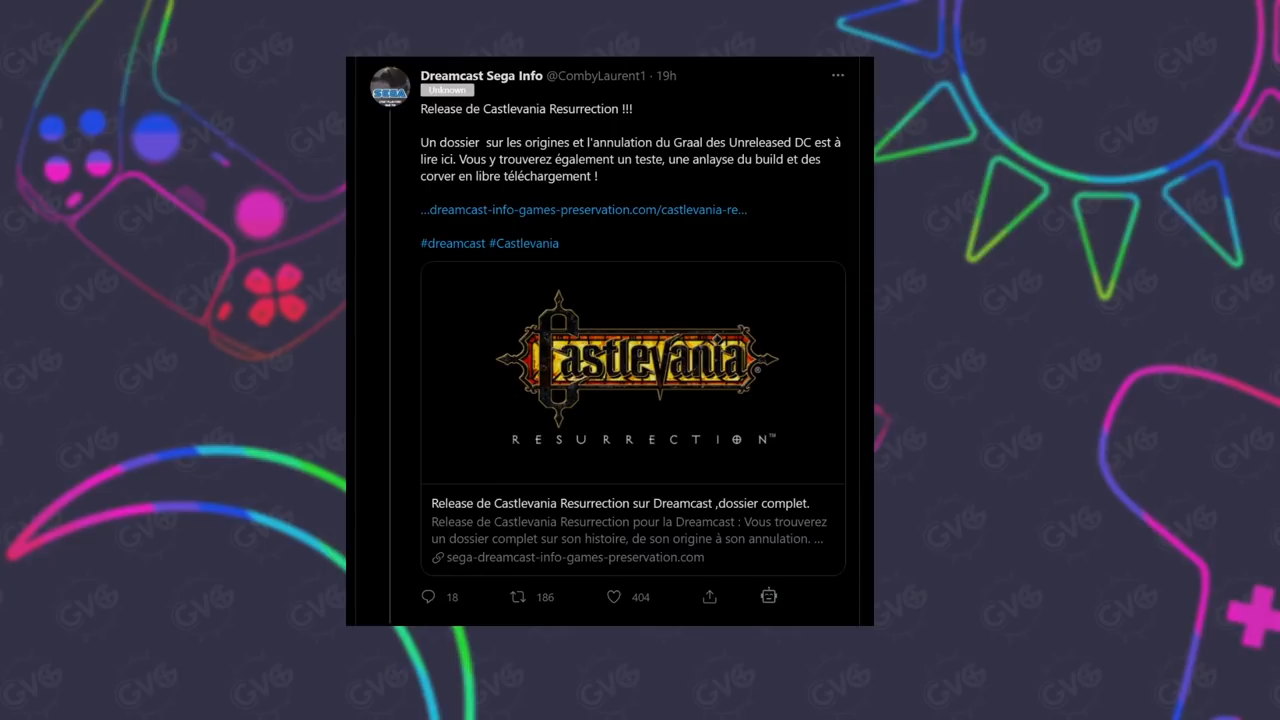 Dreamcast Sega Info @CombyLaurent1 · 19h
Unknown
Release de Castlevania Resurrection !!!
Un dossier sur les origines et l'annulation du Graal des Unreleased DC est à
lire ici. Vous y trouverez également un teste, une anlayse du build et des
corver en libre téléchargement !
...dreamcast-info-games-preservation.com/castlevania-re...
#dreamcast #Castlevania
Castlevania®
RESURRECTION™
Release de Castlevania Resurrection sur Dreamcast ,dossier complet.
Release de Castlevania Resurrection pour la Dreamcast : Vous trouverez
un dossier complet sur son histoire, de son origine à son annulation. ...
sega-dreamcast-info-games-preservation.com
18 186 404